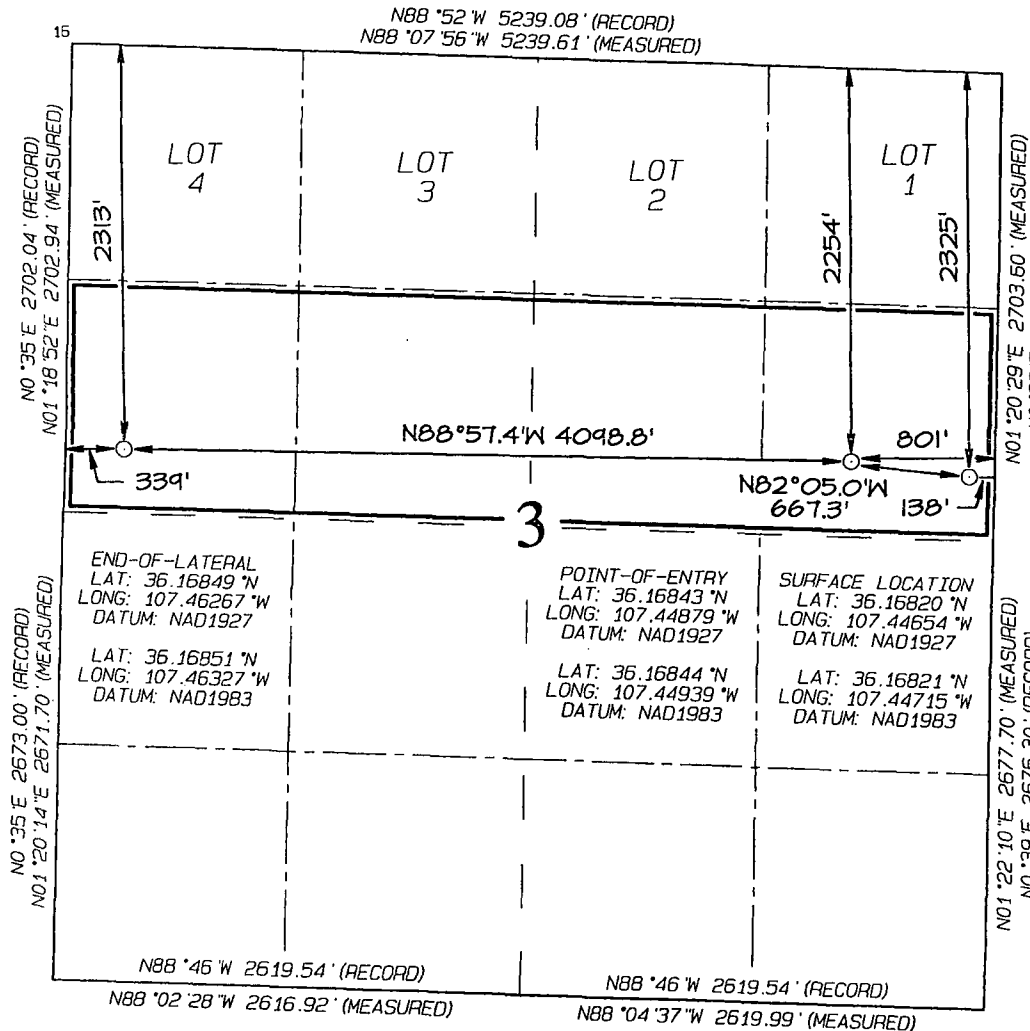 N88 °52 'W 5239.08 ' (RECORD)
N88 °07 '56 "W 5239.61 ' (MEASURED)
15
N0 °35 'E 2702.04 ' (RECORD)
N01 °18 '52 "E 2702.94 ' (MEASURED)
LOT
4
LOT
3
LOT
2
LOT
1
2313'
2254'
2325'
N01 °20 '29 "E 2703.60 ' (MEASURED)
N88°57.4'W 4098.8'
801'
339'
N82°05.0'W
667.3'
138'
3
END-OF-LATERAL
LAT: 36.16849 °N
LONG: 107.46267 °W
DATUM: NAD1927
LAT: 36.16851 °N
LONG: 107.46327 °W
DATUM: NAD1983
POINT-OF-ENTRY
LAT: 36.16843 °N
LONG: 107.44879 °W
DATUM: NAD1927
LAT: 36.16844 °N
LONG: 107.44939 °W
DATUM: NAD1983
SURFACE LOCATION
LAT: 36.16820 °N
LONG: 107.44654 °W
DATUM: NAD1927
LAT: 36.16821 °N
LONG: 107.44715 °W
DATUM: NAD1983
N0 °35 'E 2673.00 ' (RECORD)
N01 °20 '14 "E 2671.70 ' (MEASURED)
N01 °22 '10 "E 2677.70 ' (MEASURED)
N0 °39 'E 2676.30 ' (RECORD)
N88 °46 'W 2619.54 ' (RECORD)
N88 °02 '28 "W 2616.92 ' (MEASURED)
N88 °46 'W 2619.54 ' (RECORD)
N88 °04 '37 "W 2619.99 ' (MEASURED)